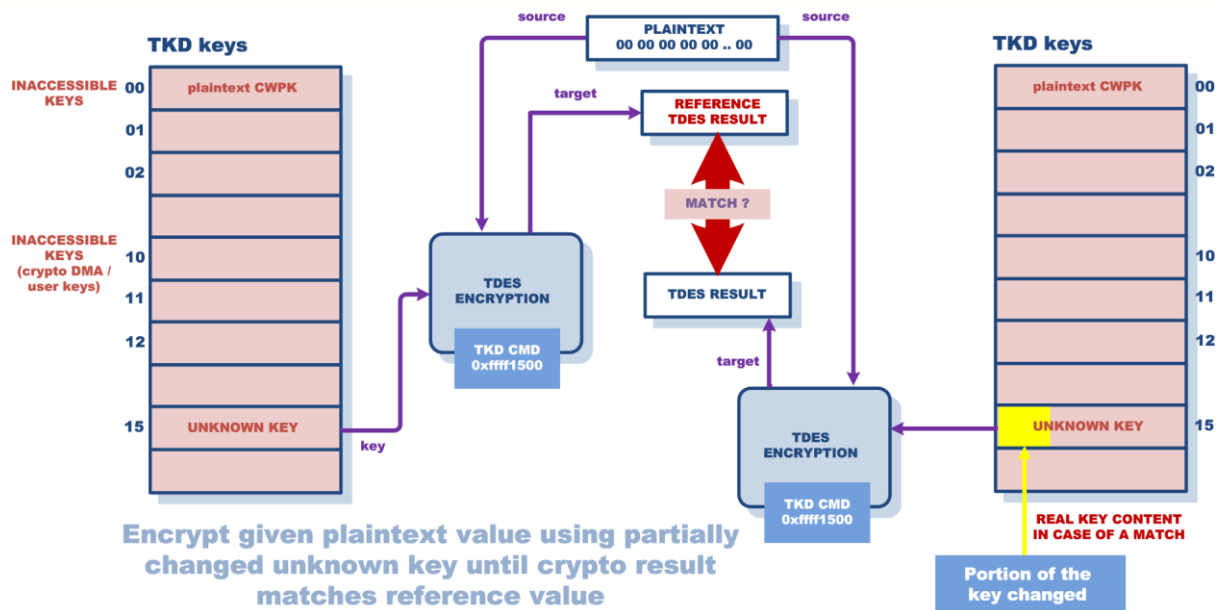 source
PLAINTEXT
00 00 00 00 00 .. 00
source
TKD keys
TKD keys
INACCESSIBLE
KEYS
00
plaintext CWPK
01
02
INACCESSIBLE
KEYS
(crypto DMA /
user keys)
10
11
12
15
UNKNOWN KEY
key
target
REFERENCE
TDES RESULT
MATCH ?
TDES RESULT
target
TDES
ENCRYPTION
TKD CMD
0xffff1500
TDES
ENCRYPTION
TKD CMD
0xffff1500
plaintext CWPK
00
01
02
10
11
12
UNKNOWN KEY
15
REAL KEY CONTENT
IN CASE OF A MATCH
Portion of the
key changed
Encrypt given plaintext value using partially
changed unknown key until crypto result
matches reference value